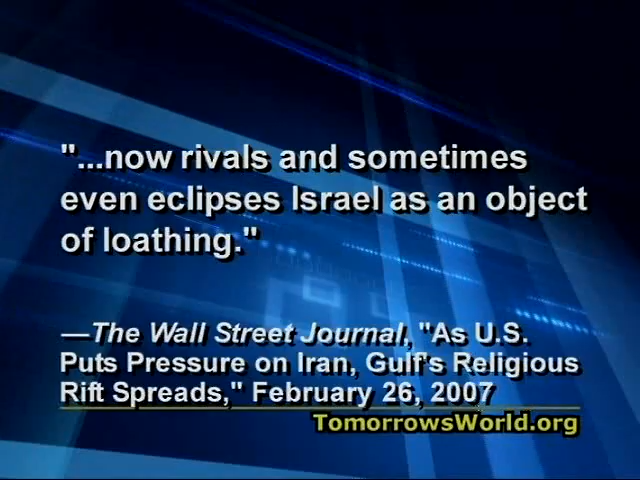 "...now rivals and sometimes
even eclipses Israel as an object
of loathing."
—The Wall Street Journal, "As U.S.
Puts Pressure on Iran, Gulf's Religious
Rift Spreads," February 26, 2007
TomorrowsWorld.org